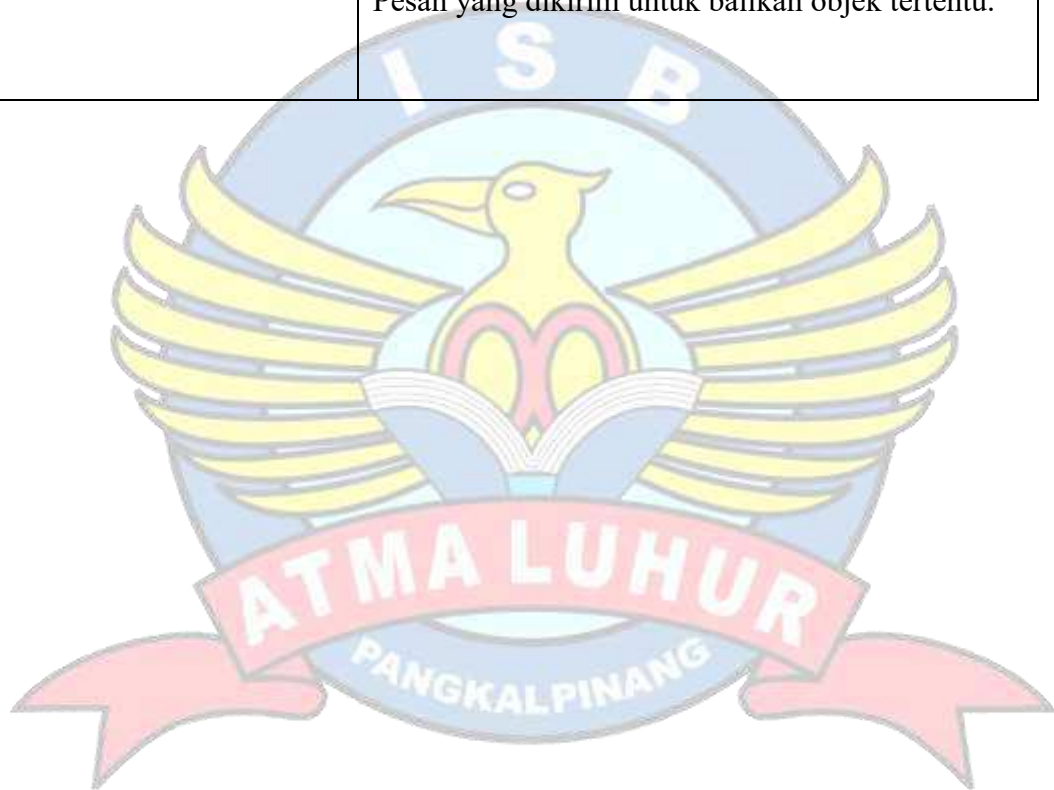 Pesan yang dikirim untuk balikan objek tertentu.
I S B
ATMA LUHUR
PANGKALPINANG